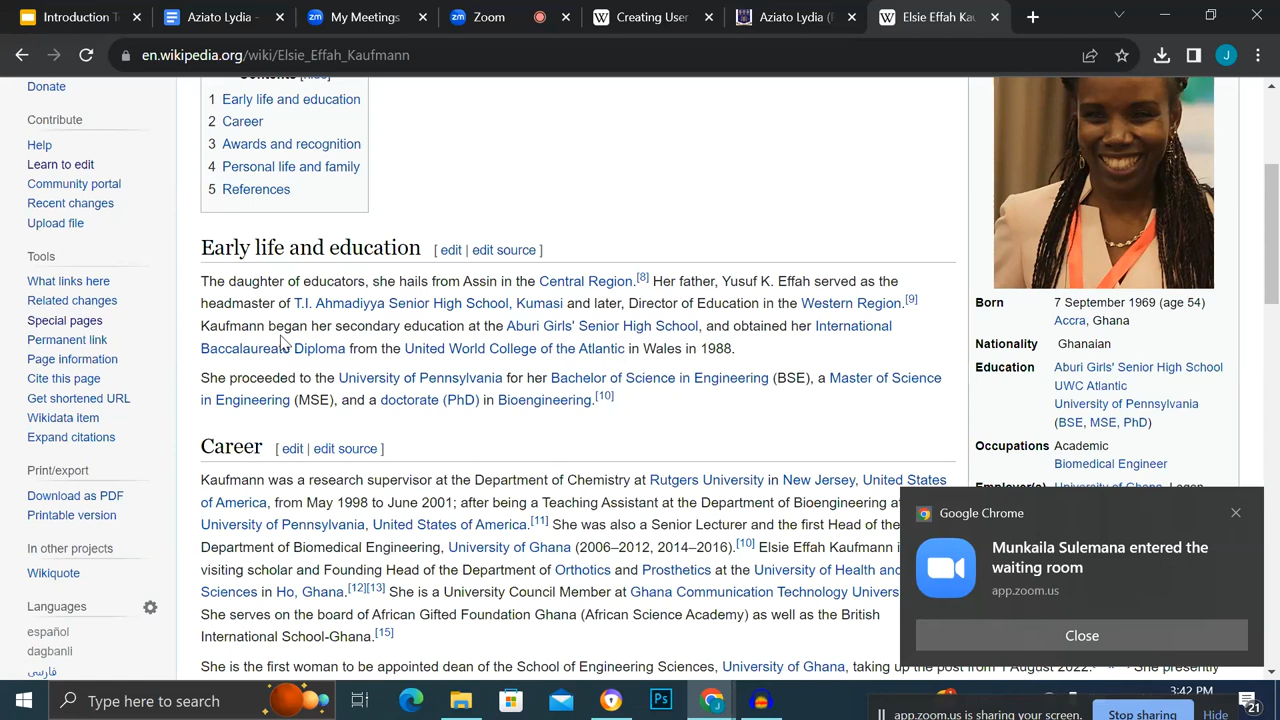 Introduction T
Aziato Lydia -
My Meetings
Zoom
Creating User
Aziato Lydia (
Elsie Effah Kau
en.wikipedia.org/wiki/Elsie_Effah_Kaufmann
J
Donate
Contribute
Help
Learn to edit
Community portal
Recent changes
Upload file
Tools
What links here
Related changes
Special pages
Permanent link
Page information
Cite this page
Get shortened URL
Wikidata item
Expand citations
Print/export
Download as PDF
Printable version
In other projects
Wikiquote
Languages
español
dagbanli
فارسی
Contents [hide]
1 Early life and education
2 Career
3 Awards and recognition
4 Personal life and family
5 References
Early life and education [ edit | edit source ]
The daughter of educators, she hails from Assin in the Central Region.[8] Her father, Yusuf K. Effah served as the
headmaster of T.I. Ahmadiyya Senior High School, Kumasi and later, Director of Education in the Western Region.[9]
Kaufmann began her secondary education at the Aburi Girls' Senior High School, and obtained her International
Baccalaureate Diploma from the United World College of the Atlantic in Wales in 1988.
She proceeded to the University of Pennsylvania for her Bachelor of Science in Engineering (BSE), a Master of Science
in Engineering (MSE), and a doctorate (PhD) in Bioengineering.[10]
Career [ edit | edit source ]
Kaufmann was a research supervisor at the Department of Chemistry at Rutgers University in New Jersey, United States
of America, from May 1998 to June 2001; after being a Teaching Assistant at the Department of Bioengineering at
University of Pennsylvania, United States of America.[11] She was also a Senior Lecturer and the first Head of the
Department of Biomedical Engineering, University of Ghana (2006–2012, 2014–2016).[10] Elsie Effah Kaufmann i
visiting scholar and Founding Head of the Department of Orthotics and Prosthetics at the University of Health and
Sciences in Ho, Ghana.[12][13] She is a University Council Member at Ghana Communication Technology Univers
She serves on the board of African Gifted Foundation Ghana (African Science Academy) as well as the British
International School-Ghana.[15]
She is the first woman to be appointed dean of the School of Engineering Sciences, University of Ghana, taking up the post from 1 August 2022. She presently
Born 7 September 1969 (age 54)
Accra, Ghana
Nationality Ghanaian
Education Aburi Girls' Senior High School
UWC Atlantic
University of Pennsylvania
(BSE, MSE, PhD)
Occupations Academic
Biomedical Engineer
Employer(s) University of Ghana, Legon
Google Chrome
Munkaila Sulemana entered the
waiting room
app.zoom.us
Close
Type here to search
3:42 PM
21
app.zoom.us is sharing your screen.
Stop sharing
Hide